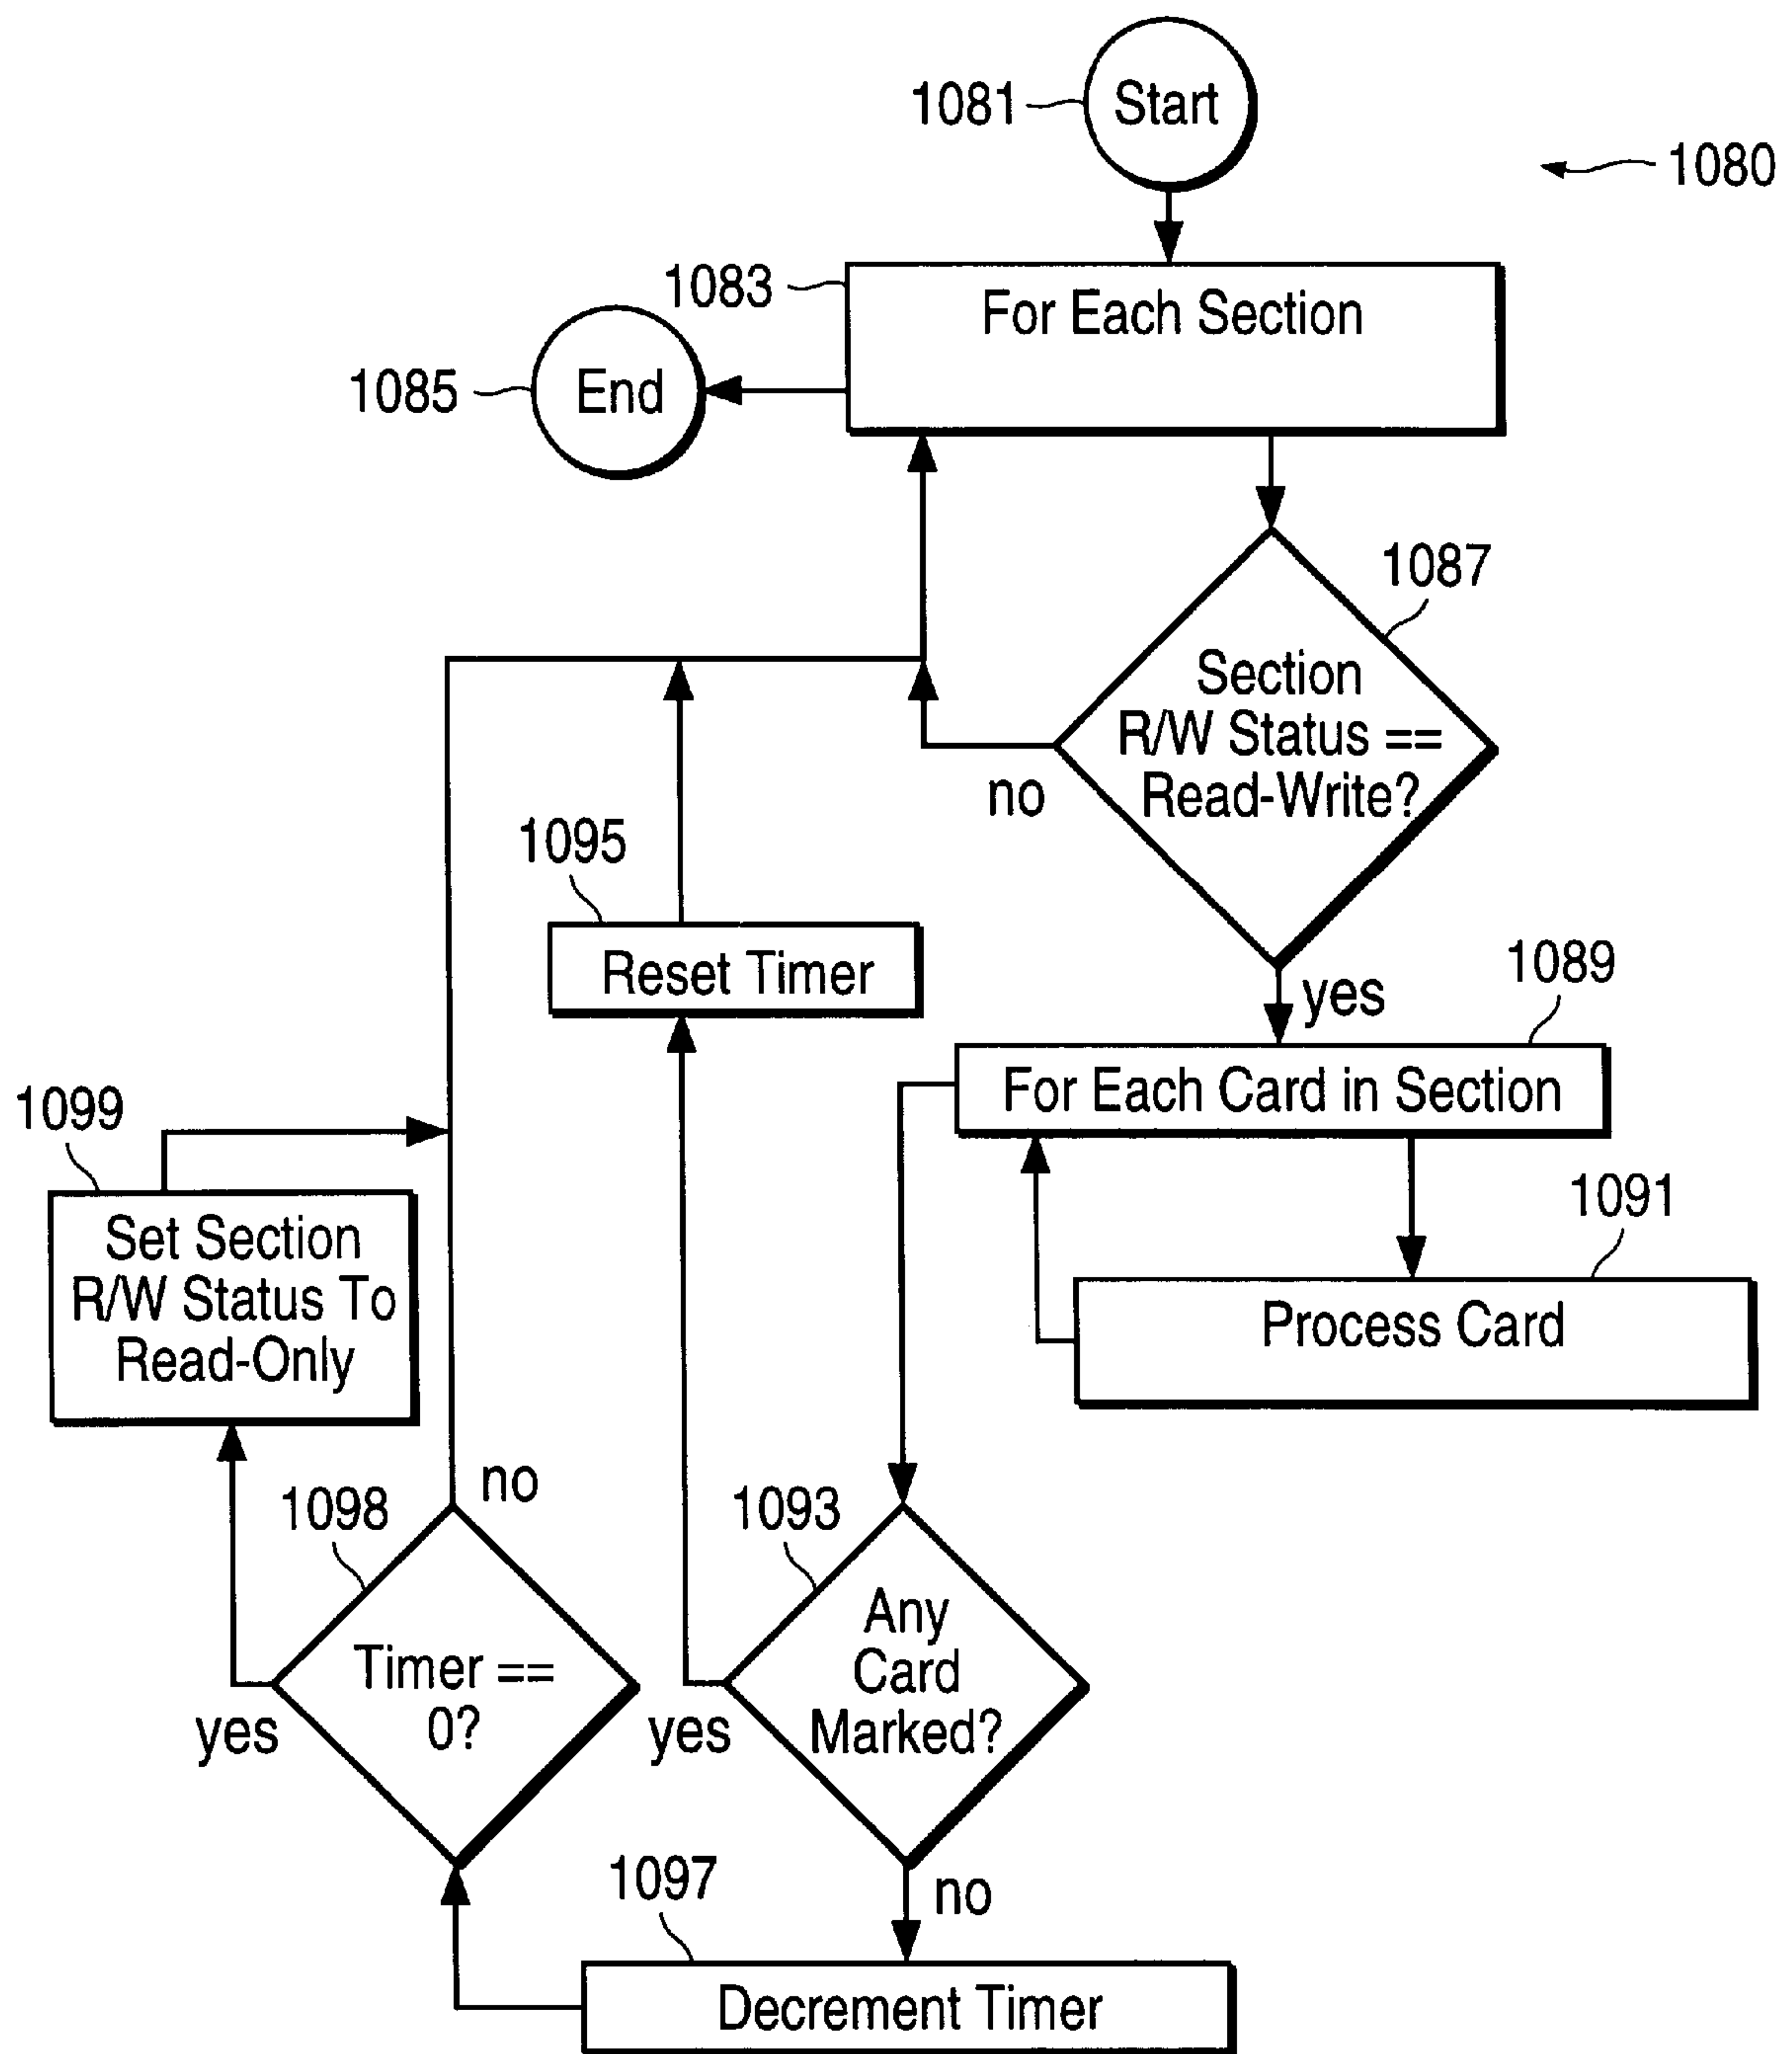 1081
Start
1080
1083
For Each Section
1085
End
1087
Section
R/W Status ==
Read-Write?
no
1095
Reset Timer
yes
1089
For Each Card in Section
1099
Set Section
R/W Status To
Read-Only
1091
Process Card
1098
no
Timer ==
0?
yes
1093
Any
Card
Marked?
yes
no
1097
Decrement Timer